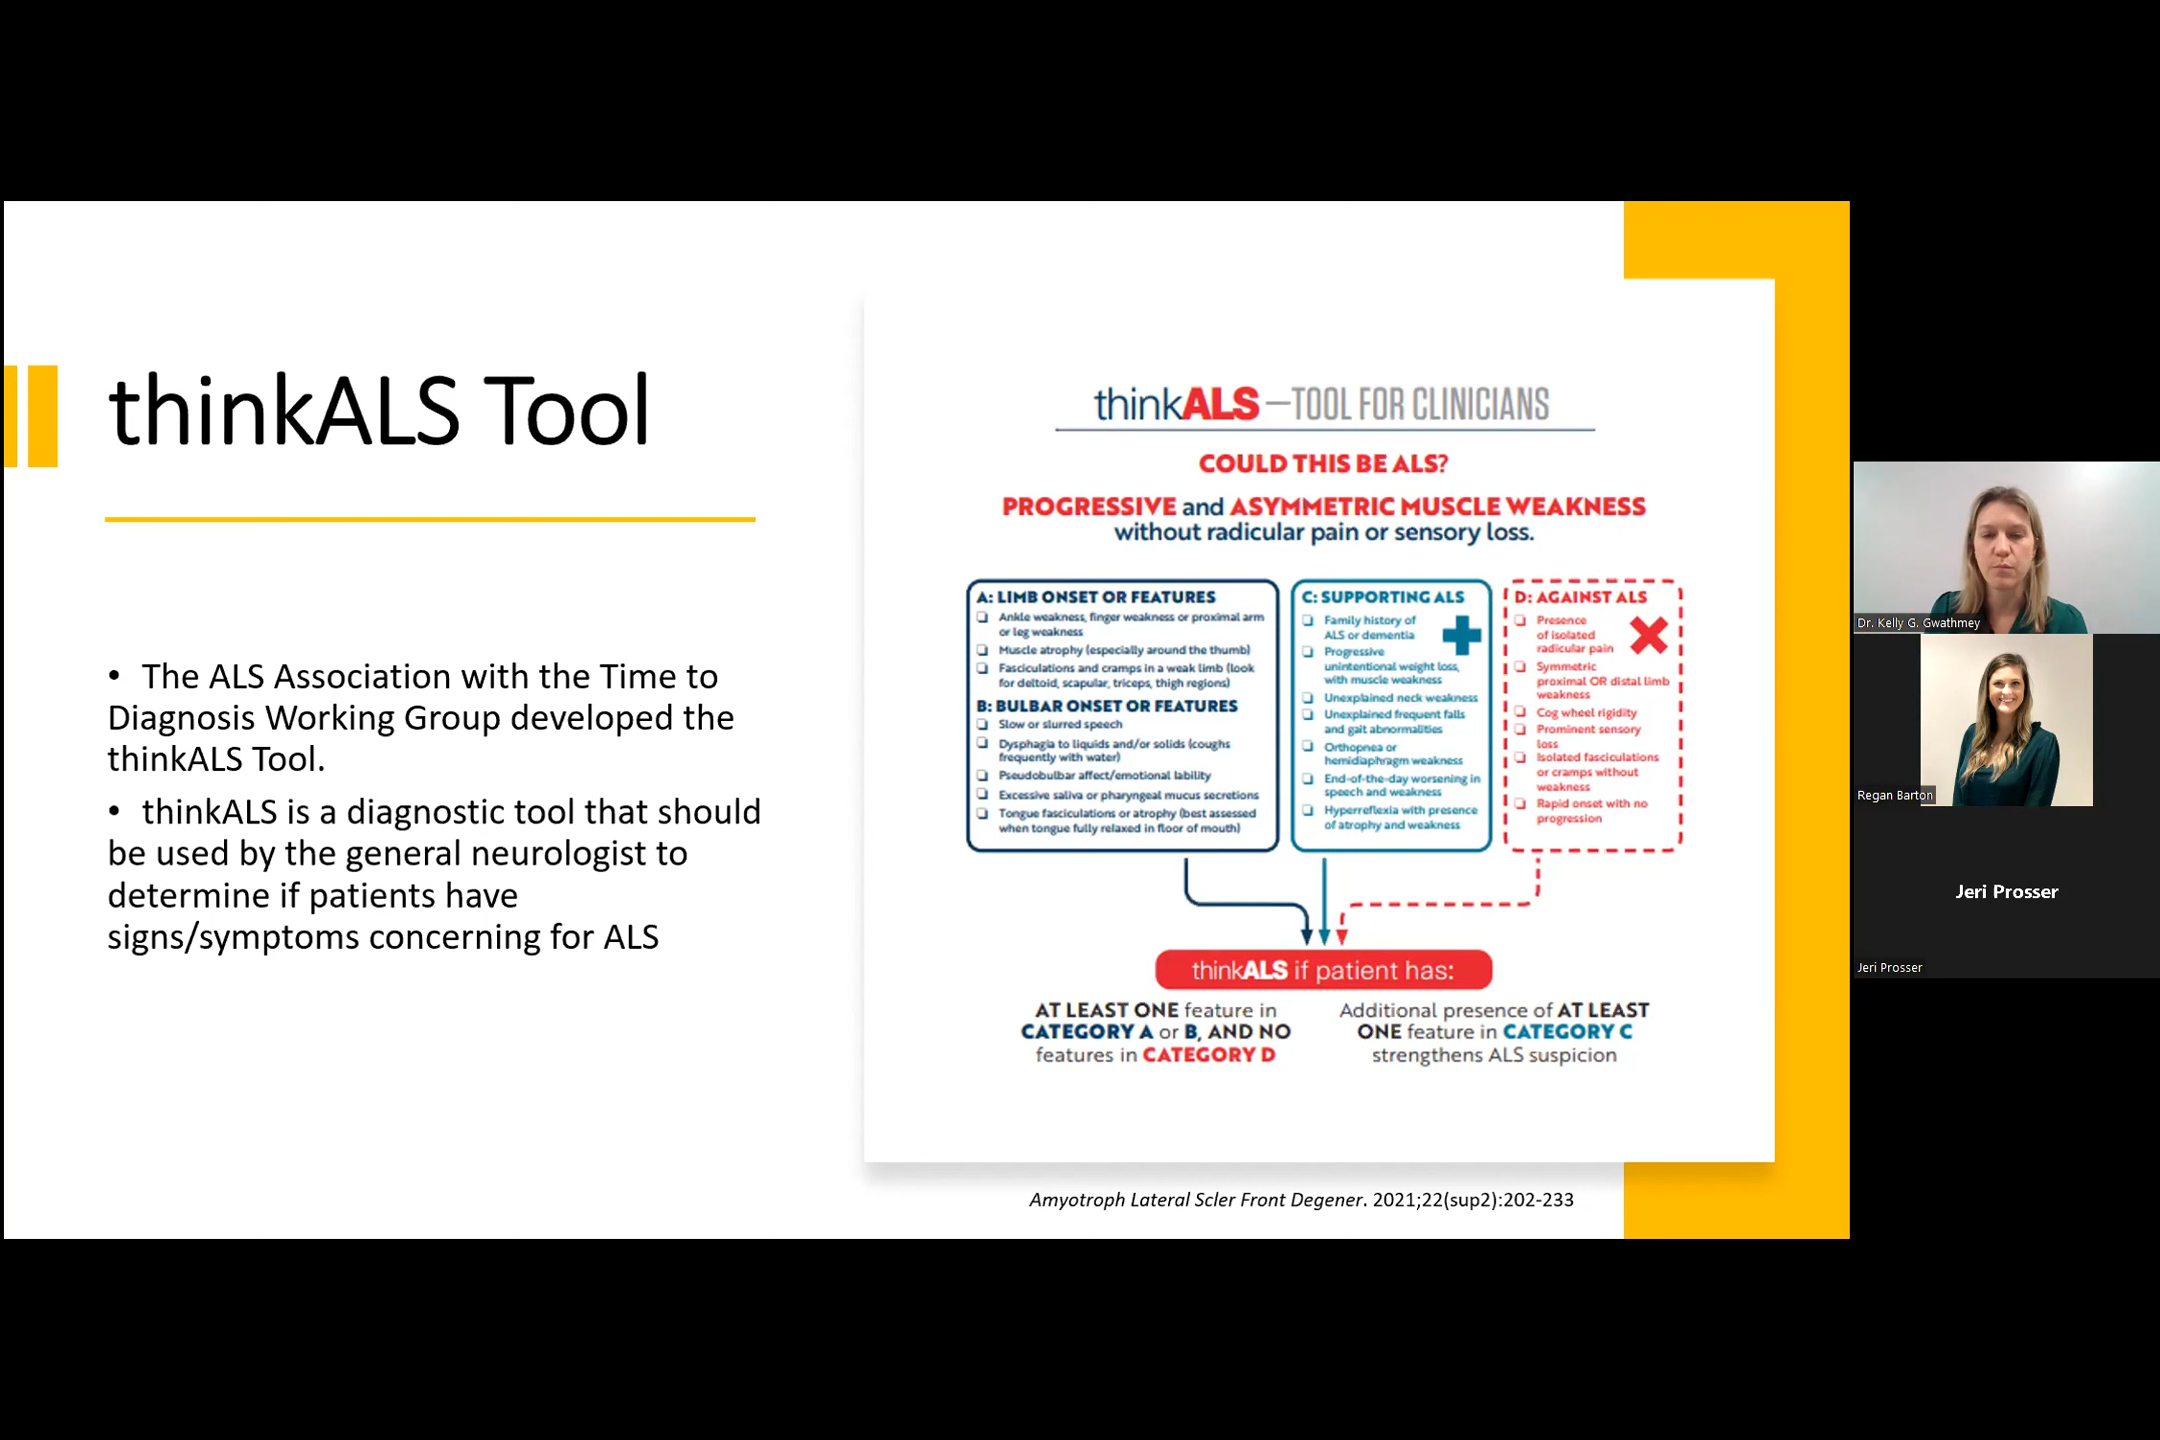 thinkALS Tool
• The ALS Association with the Time to
Diagnosis Working Group developed the
thinkALS Tool.
• thinkALS is a diagnostic tool that should
be used by the general neurologist to
determine if patients have
signs/symptoms concerning for ALS
thinkALS—TOOL FOR CLINICIANS
COULD THIS BE ALS?
PROGRESSIVE and ASYMMETRIC MUSCLE WEAKNESS
without radicular pain or sensory loss.
A: LIMB ONSET OR FEATURES
Ankle weakness, finger weakness or proximal arm
or leg weakness
Muscle atrophy (especially around the thumb)
Fasciculations and cramps in a weak limb (look
for deltoid, scapular, triceps, thigh regions)
B: BULBAR ONSET OR FEATURES
Slow or slurred speech
Dysphagia to liquids and/or solids (coughs
frequently with water)
Pseudobulbar affect/emotional lability
Excessive saliva or pharyngeal mucus secretions
Tongue fasciculations or atrophy (best assessed
when tongue fully relaxed in floor of mouth)
C: SUPPORTING ALS
Family history of
ALS or dementia
Progressive
unintentional weight loss,
with muscle weakness
Unexplained neck weakness
Unexplained frequent falls
and gait abnormalities
Orthopnea or
hemidiaphragm weakness
End-of-the-day worsening in
speech and weakness
Hyperreflexia with presence
of atrophy and weakness
D: AGAINST ALS
Presence
of isolated
radicular pain
Symmetric
proximal OR distal limb
weakness
Cog wheel rigidity
Prominent sensory
loss
Isolated fasciculations
or cramps without
weakness
Rapid onset with no
progression
thinkALS if patient has:
AT LEAST ONE feature in
CATEGORY A or B, AND NO
features in CATEGORY D
Additional presence of AT LEAST
ONE feature in CATEGORY C
strengthens ALS suspicion
Amyotroph Lateral Scler Front Degener. 2021;22(sup2):202-233
Dr. Kelly G. Gwathmey
Regan Barton
Jeri Prosser
Jeri Prosser